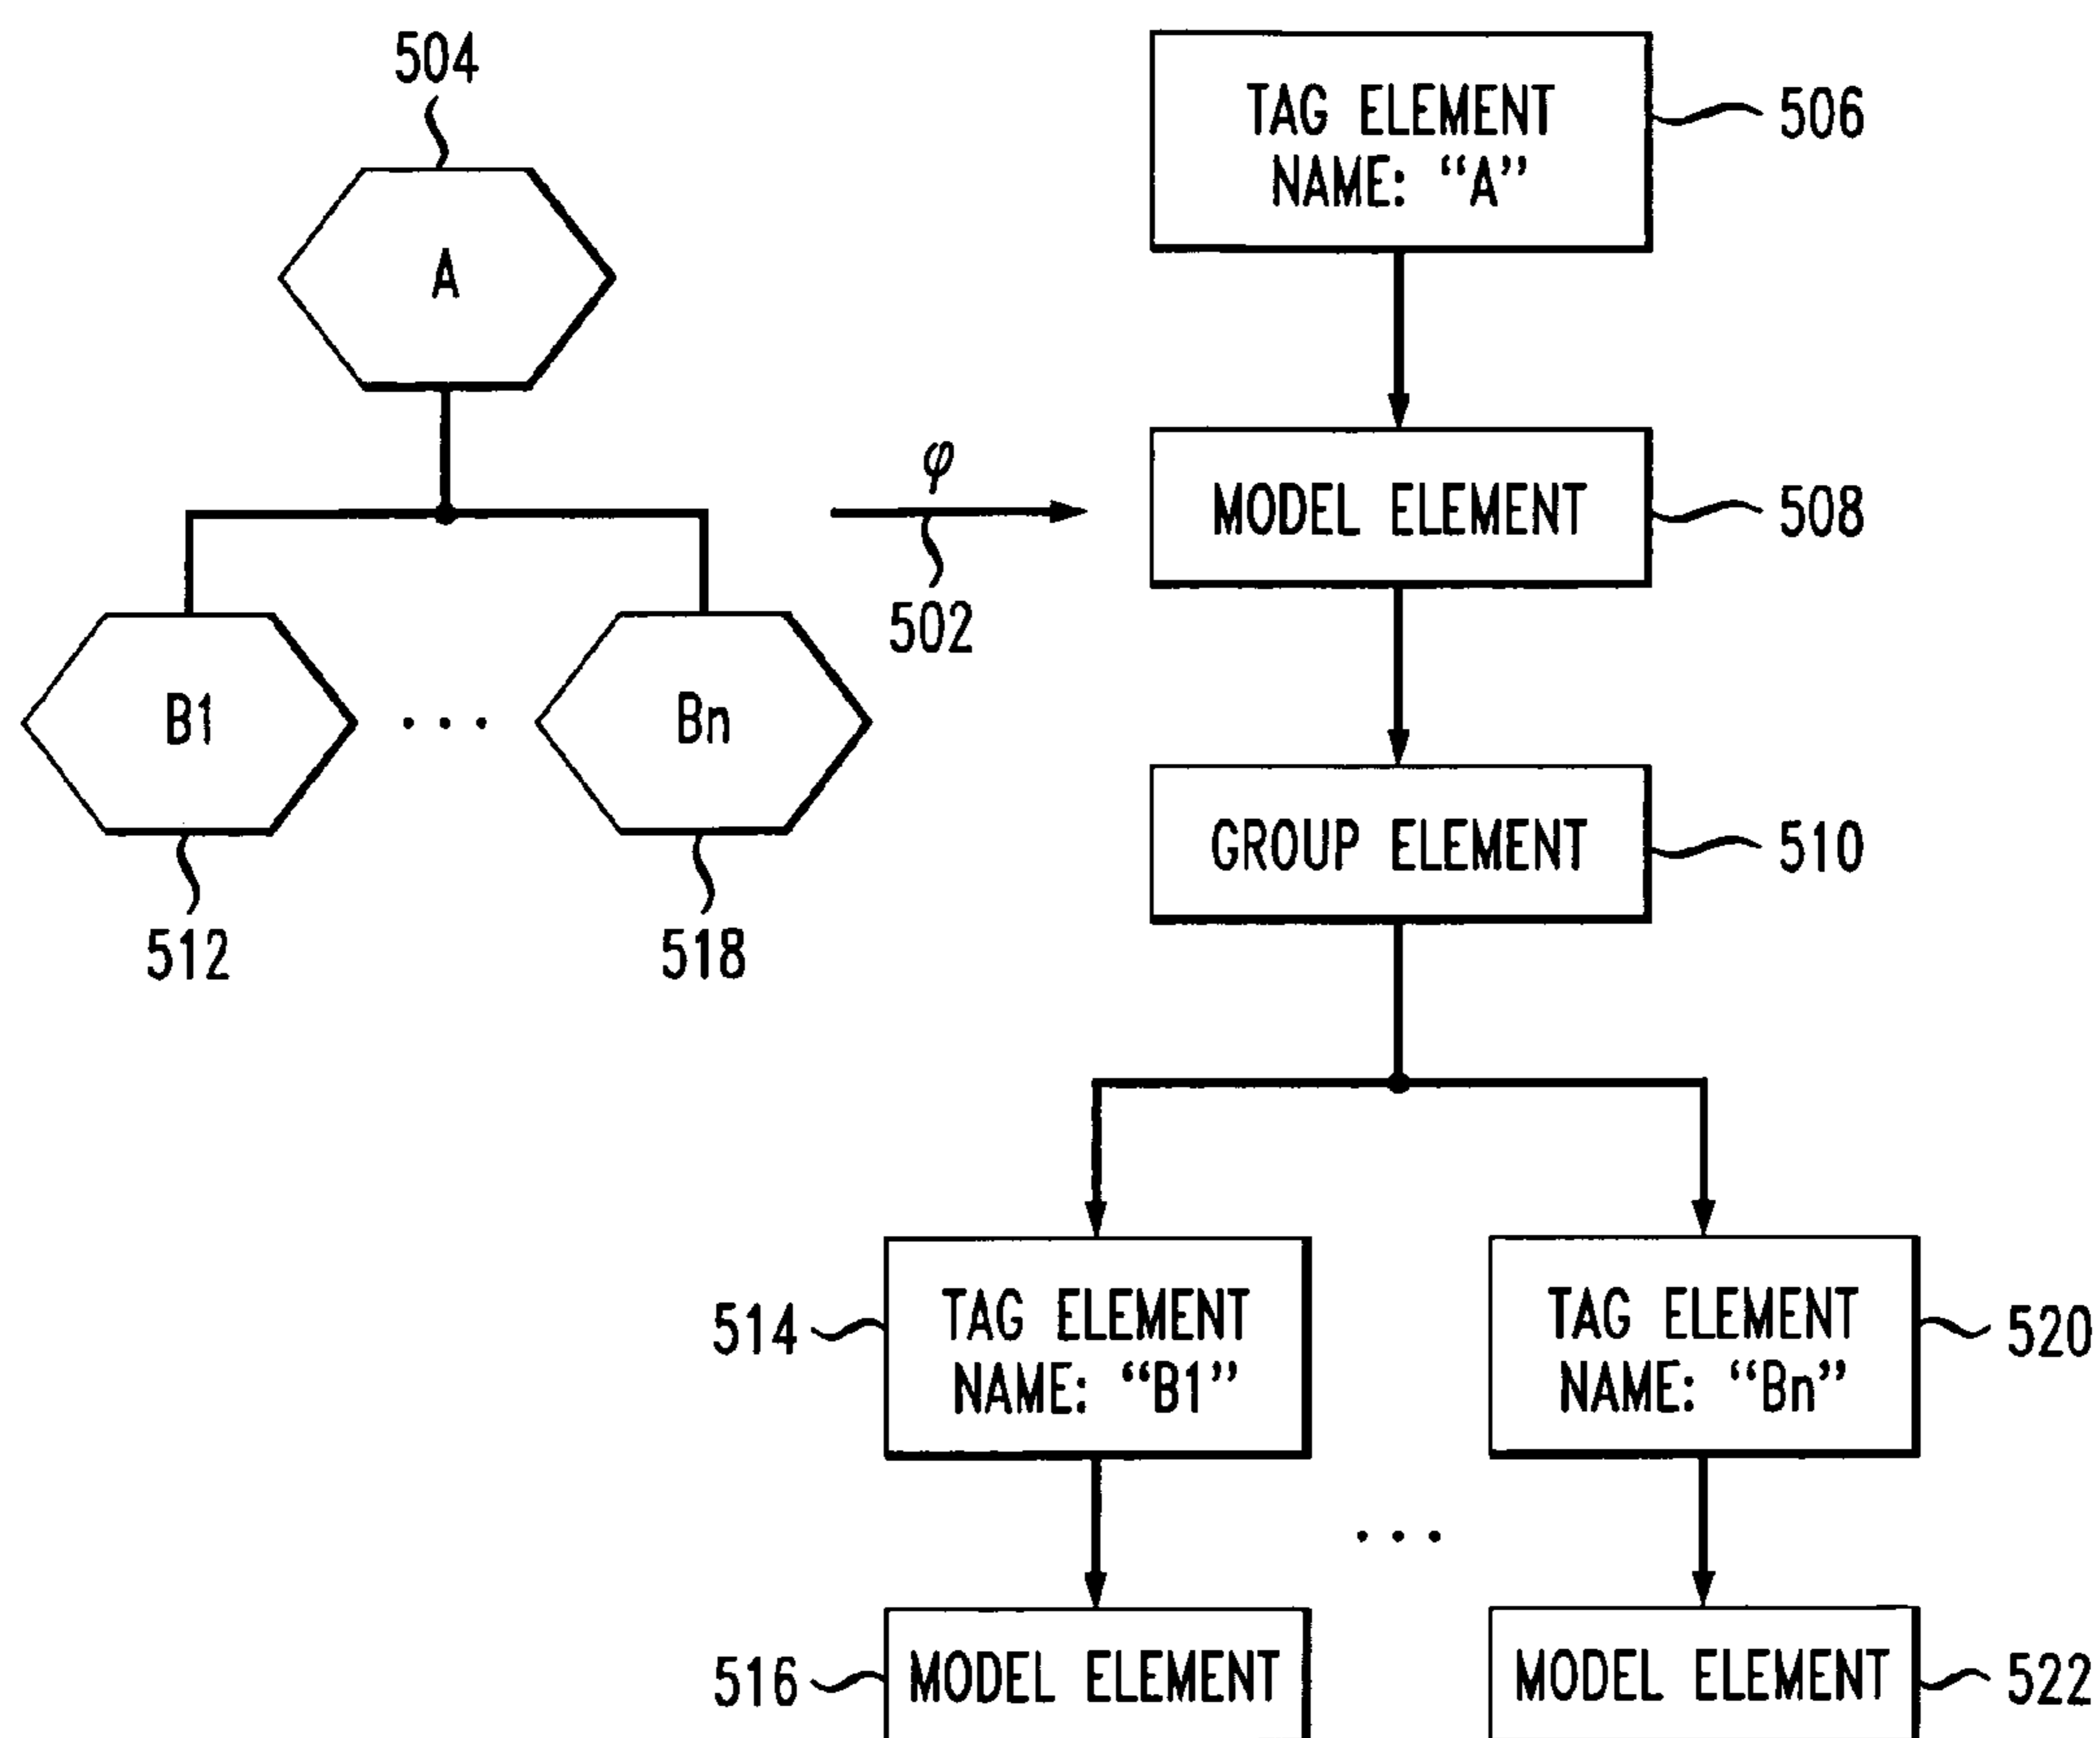 504
A
B1
...
Bn
512
518
φ
502
TAG ELEMENT
NAME: “A”
506
MODEL ELEMENT
508
GROUP ELEMENT
510
514
TAG ELEMENT
NAME: “B1”
TAG ELEMENT
NAME: “Bn”
520
...
516
MODEL ELEMENT
MODEL ELEMENT
522